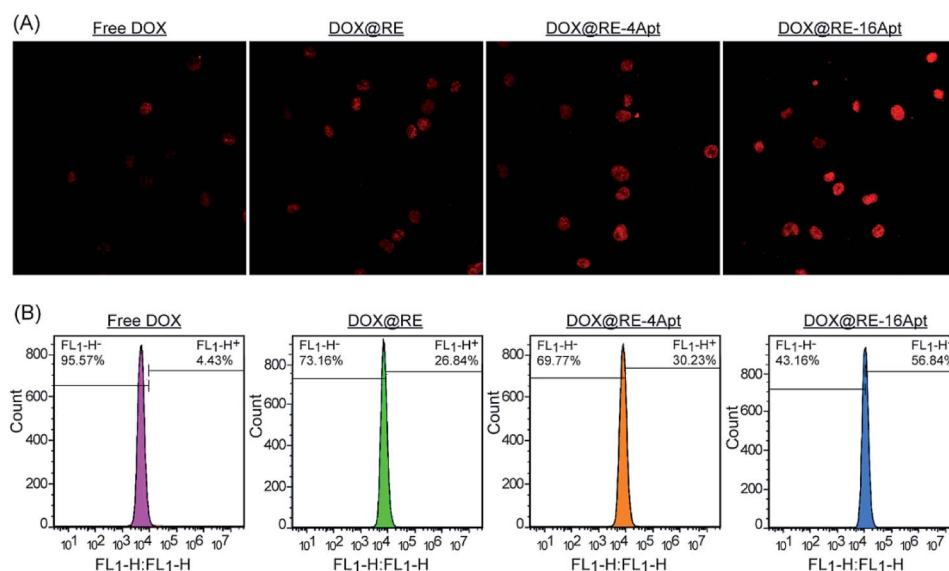 (A)
Free DOX DOX@RE DOX@RE-4Apt DOX@RE-16Apt
(B)
Free DOX DOX@RE DOX@RE-4Apt DOX@RE-16Apt
FL1-H- FL1-H+ FL1-H- FL1-H+ FL1-H- FL1-H+ FL1-H- FL1-H+
95.57% 4.43% 73.16% 26.84% 69.77% 30.23% 43.16% 56.84%
800 800 800 800
600 600 600 600
Count Count Count Count
400 400 400 400
200 200 200 200
0 0 0 0
101 102 103 104 105 106 107 101 102 103 104 105 106 107 101 102 103 104 105 106 107 101 102 103 104 105 106 107
FL1-H:FL1-H FL1-H:FL1-H FL1-H:FL1-H FL1-H:FL1-H